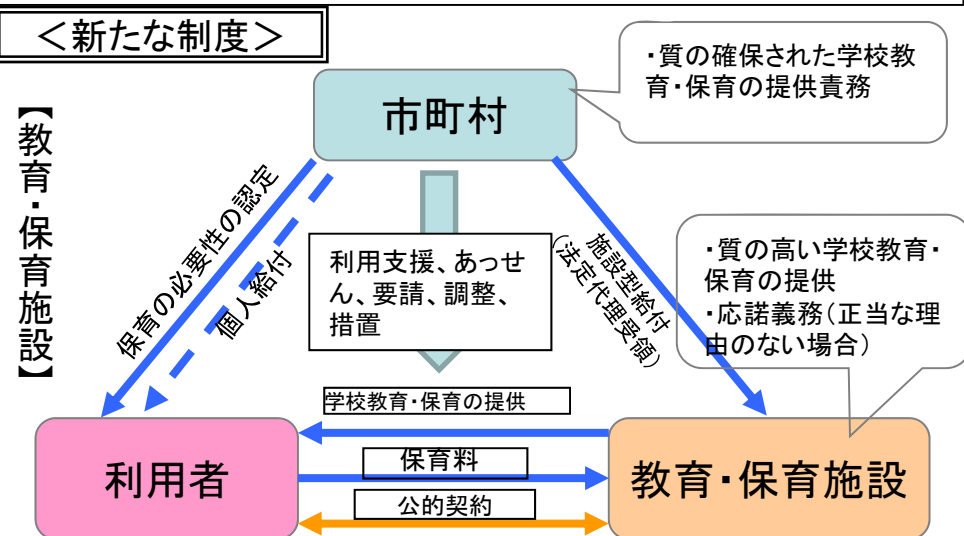 ＜新たな制度＞
・質の確保された学校教
育・保育の提供責務
市町村
【教育・保育施設】
保育の必要性の認定
個人給付
利用支援、あっせ
ん、要請、調整、
措置
施設型給付
（法定代理受領）
・質の高い学校教育・
保育の提供
・応諾義務（正当な理
由のない場合）
学校教育・保育の提供
利用者
保育料
教育・保育施設
公的契約